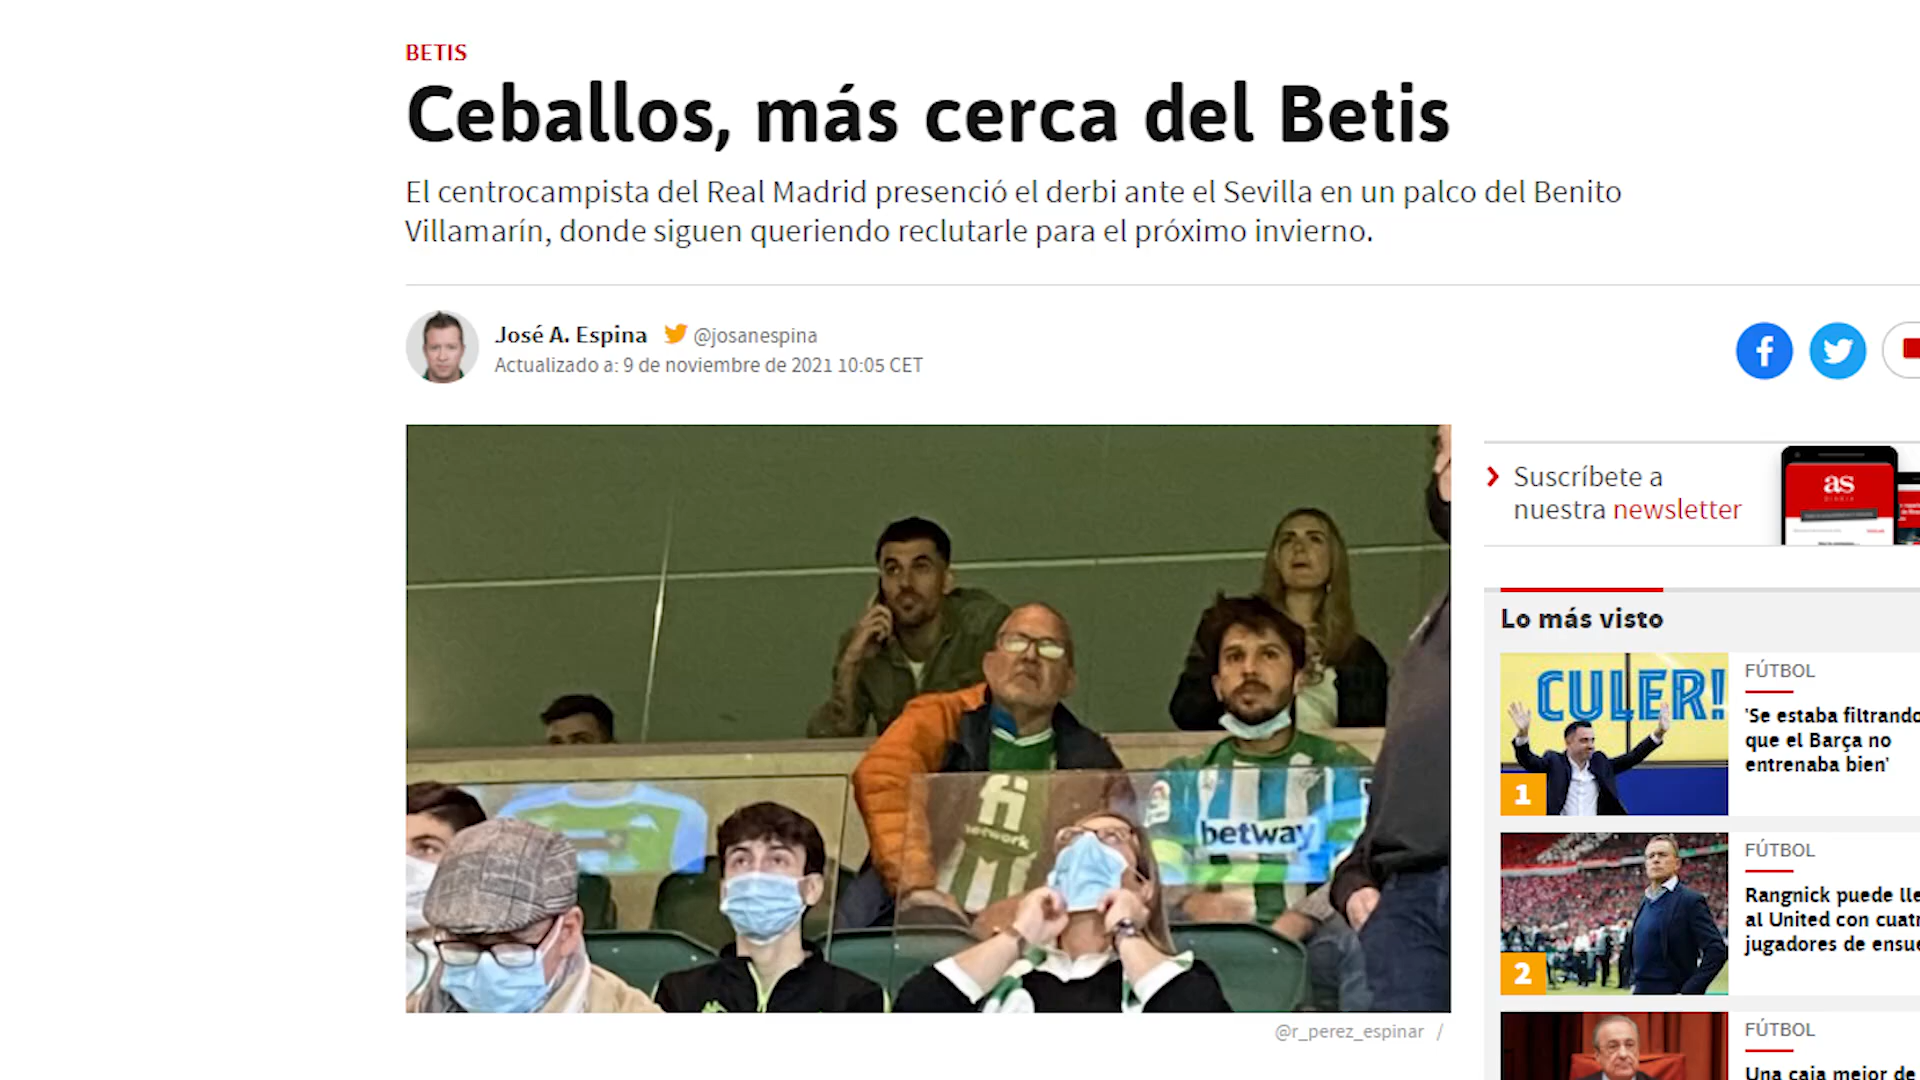 BETIS
Ceballos, más cerca del Betis
El centrocampista del Real Madrid presenció el derbi ante el Sevilla en un palco del Benito
Villamarín, donde siguen queriendo reclutarle para el próximo invierno.
José A. Espina @josanespina
Actualizado a: 9 de noviembre de 2021 10:05 CET
Suscríbete a
nuestra newsletter
as
Lo más visto
CULER!
1
FÚTBOL
'Se estaba filtrando
que el Barça no
entrenaba bien'
2
FÚTBOL
Rangnick puede lle
al United con cuatr
jugadores de ensue
FÚTBOL
Una caja mejor de
fi
network
betway
@r_perez_espinar /